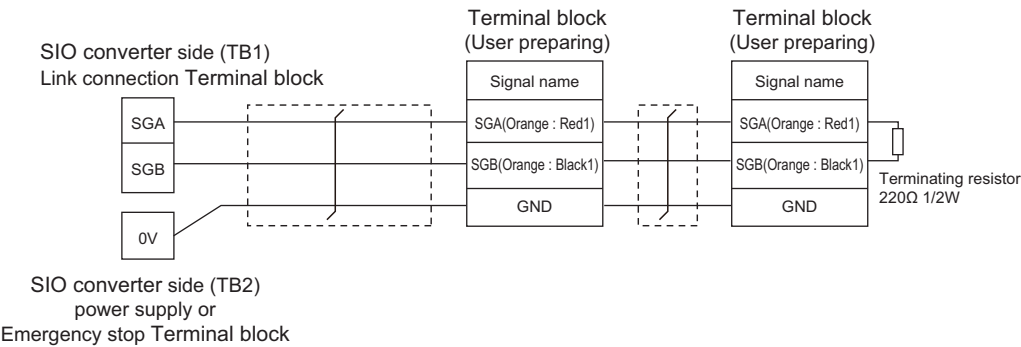 SIO converter side (TB1)
Link connection Terminal block
SGA
SGB
0V
SIO converter side (TB2)
power supply or
Emergency stop Terminal block
Terminal block
(User preparing)
Signal name
SGA(Orange : Red1)
SGB(Orange : Black1)
GND
Terminal block
(User preparing)
Signal name
SGA(Orange : Red1)
SGB(Orange : Black1)
GND
Terminating resistor
220Ω 1/2W